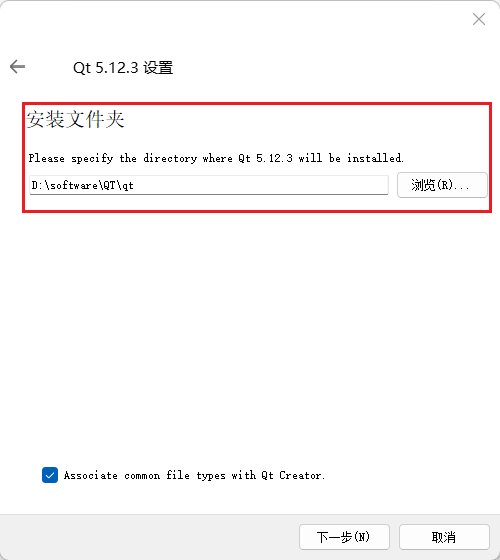 Qt 5.12.3 设置
安装文件夹
Please specify the directory where Qt 5.12.3 will be installed.
D:\software\QT\qt
浏览(R)...
Associate common file types with Qt Creator.
下一步(N)
取消